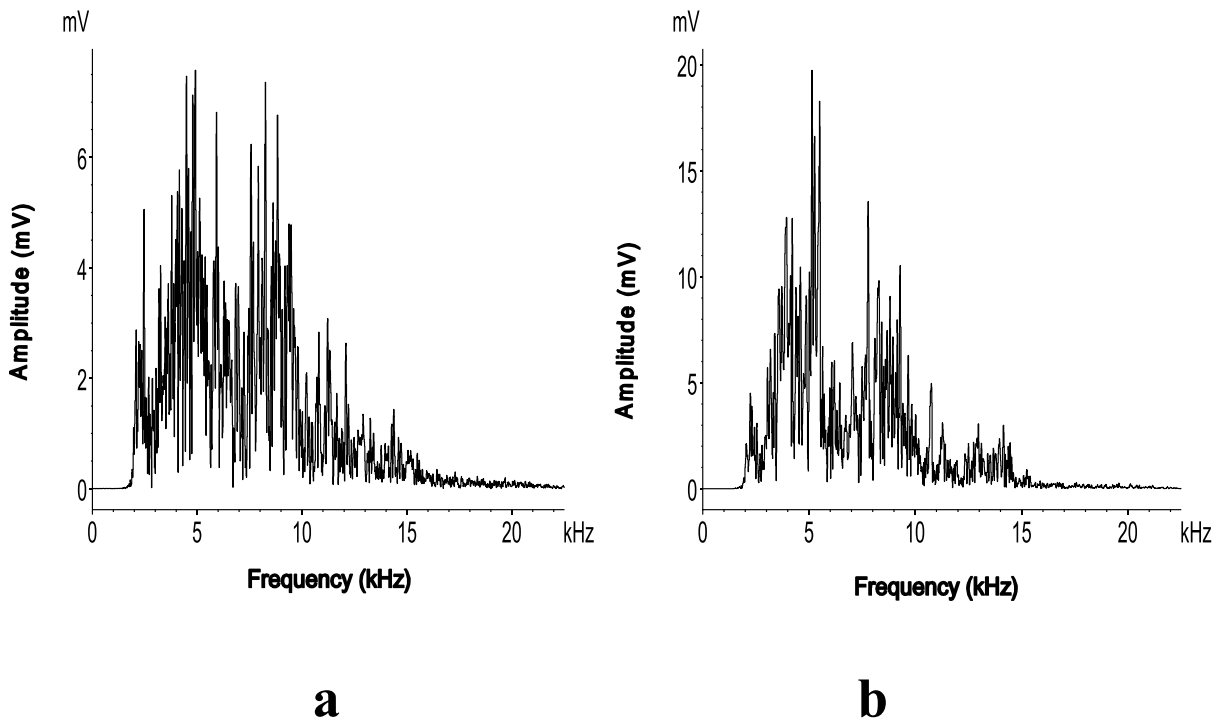 mV
6
4
2
0
Amplitude (mV)
0 5 10 15 20 kHz
Frequency (kHz)
a
mV
20
15
10
5
0
Amplitude (mV)
0 5 10 15 20 kHz
Frequency (kHz)
b